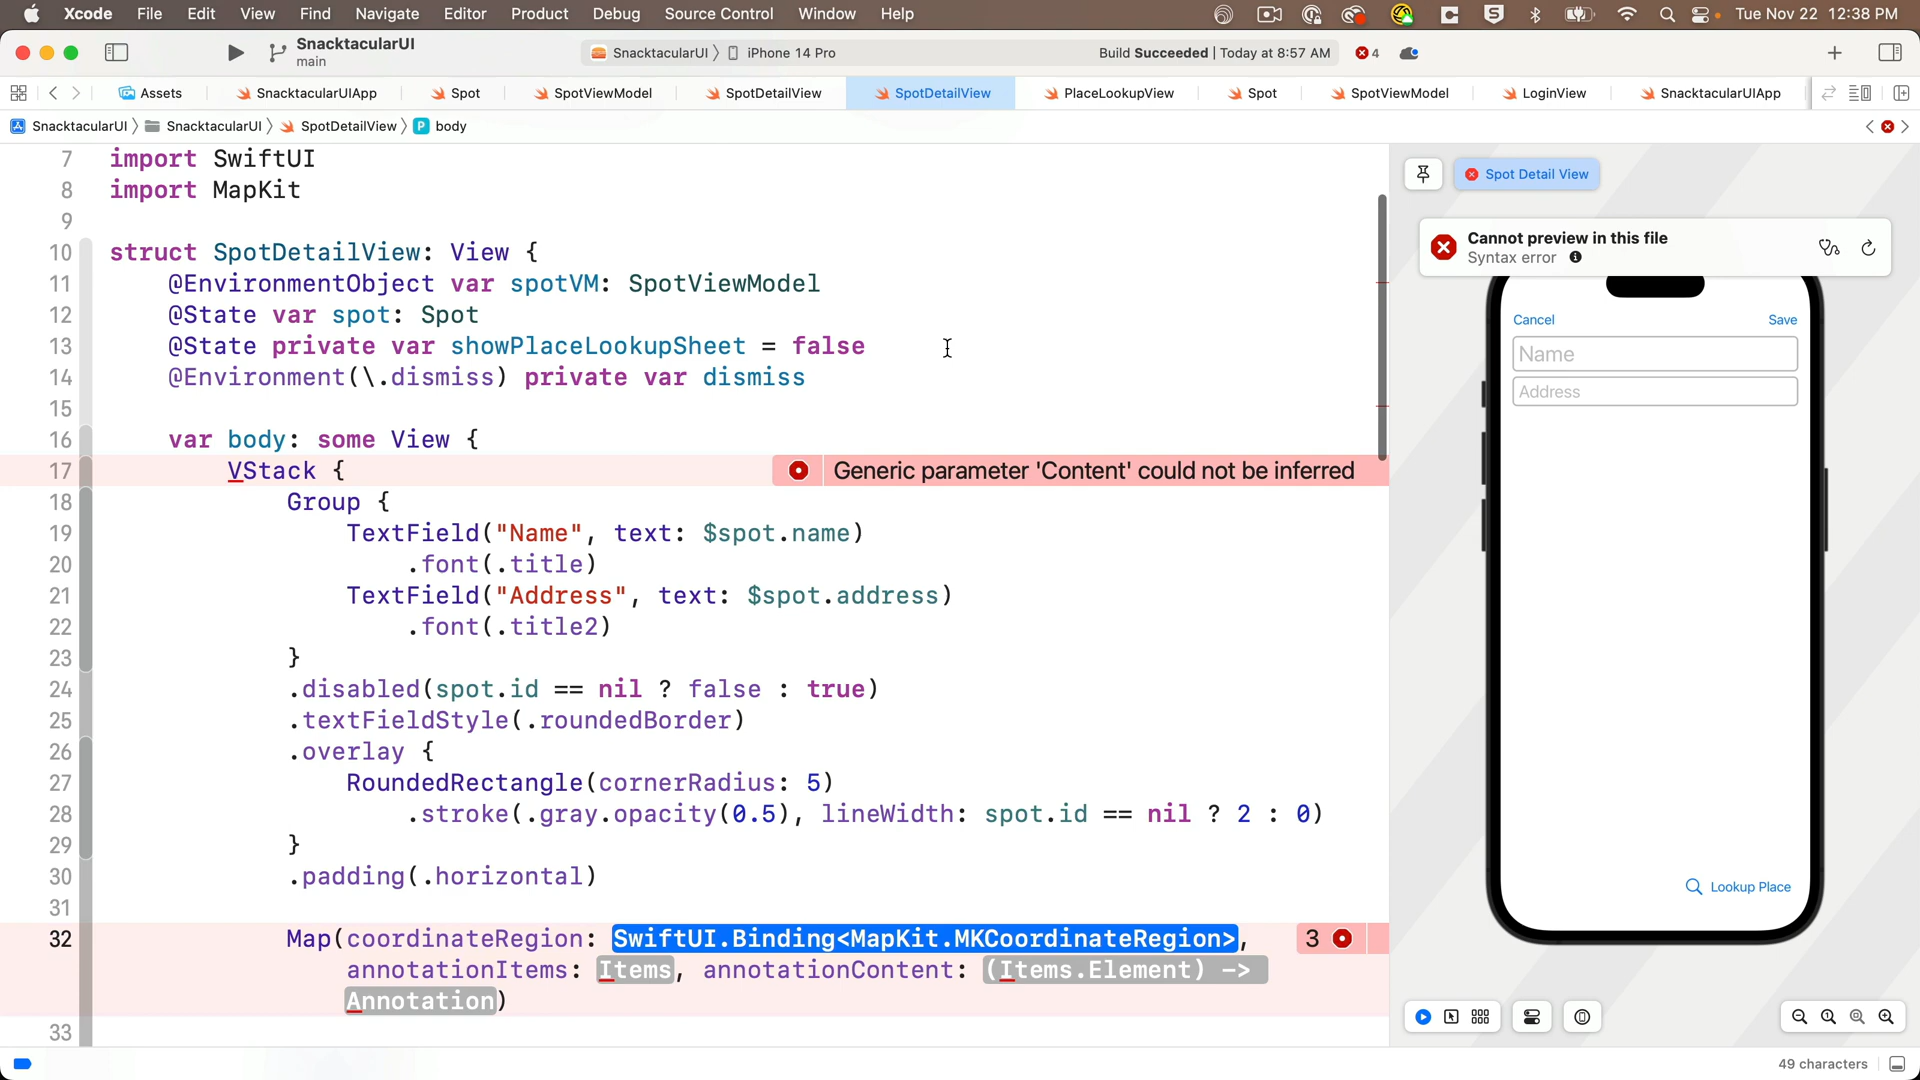 Xcode File Edit View Find Navigate Editor Product Debug Source Control Window Help Tue Nov 22 12:38 PM
SnacktacularUI
main
SnacktacularUI 〉 iPhone 14 Pro
Build Succeeded | Today at 8:57 AM
4
Assets SnacktacularUIApp Spot SpotViewModel SpotDetailView SpotDetailView PlaceLookupView Spot SpotViewModel LoginView SnacktacularUIApp
SnacktacularUI 〉 SnacktacularUI 〉 SpotDetailView 〉 P body
7 import SwiftUI
8 import MapKit
9
10 struct SpotDetailView: View {
11 @EnvironmentObject var spotVM: SpotViewModel
12 @State var spot: Spot
13 @State private var showPlaceLookupSheet = false
14 @Environment(\.dismiss) private var dismiss
15
16 var body: some View {
17 VStack { Generic parameter 'Content' could not be inferred
18 Group {
19 TextField("Name", text: $spot.name)
20 .font(.title)
21 TextField("Address", text: $spot.address)
22 .font(.title2)
23 }
24 .disabled(spot.id == nil ? false : true)
25 .textFieldStyle(.roundedBorder)
26 .overlay {
27 RoundedRectangle(cornerRadius: 5)
28 .stroke(.gray.opacity(0.5), lineWidth: spot.id == nil ? 2 : 0)
29 }
30 .padding(.horizontal)
31
32 Map(coordinateRegion: SwiftUI.Binding<MapKit.MKCoordinateRegion>, 3
annotationItems: Items, annotationContent: (Items.Element) ->
Annotation)
33
Spot Detail View
Cannot preview in this file
Syntax error
Cancel Save
Name
Address
Lookup Place
49 characters